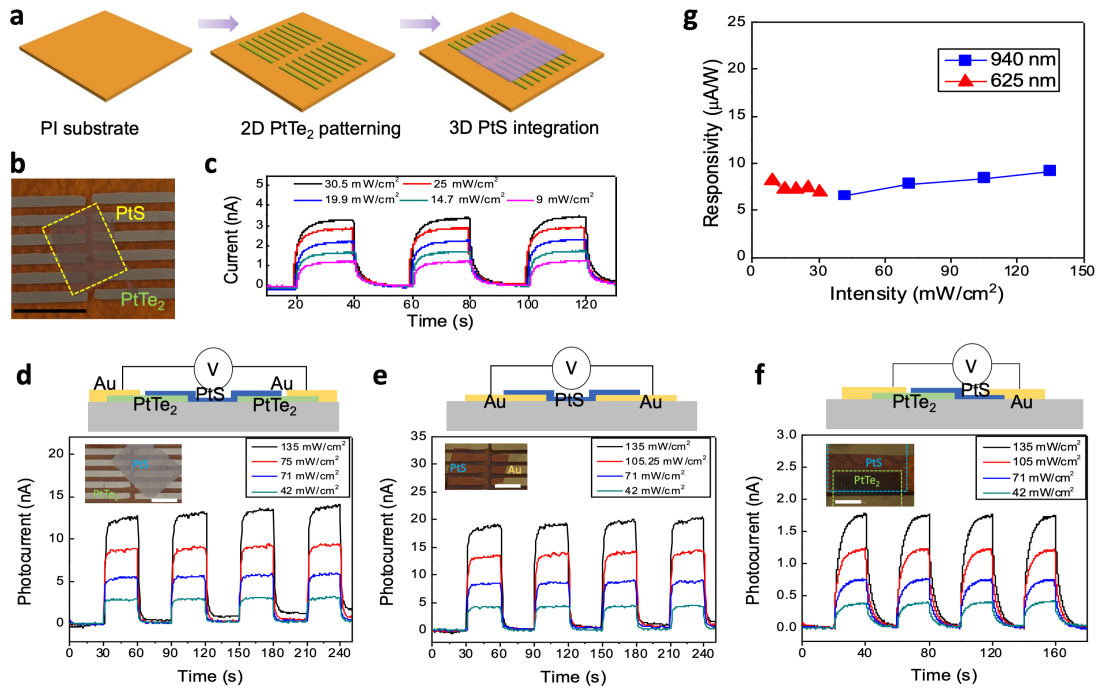 a
PI substrate
2D PtTe₂ patterning
3D PtS integration
b
PtS
PtTe₂
c
30.5 mW/cm² 25 mW/cm²
19.9 mW/cm² 14.7 mW/cm² 9 mW/cm²
Current (nA)
5
4
3
2
1
0
20 40 60 80 100 120
Time (s)
g
25
20
15
10
5
0
940 nm
625 nm
Responsivity (µA/W)
0 30 60 90 120 150
Intensity (mW/cm²)
d
V
Au Au
PtS
PtTe₂ PtTe₂
PtS
PtTe₂
135 mW/cm²
75 mW/cm²
71 mW/cm²
42 mW/cm²
Photocurrent (nA)
20
15
10
5
0
0 30 60 90 120 150 180 210 240
Time (s)
e
V
Au PtS Au
PtS
Au
135 mW/cm²
105.25 mW/cm²
71 mW/cm²
42 mW/cm²
Photocurrent (nA)
35
30
25
20
15
10
5
0
0 30 60 90 120 150 180 210 240
Time (s)
f
V
PtS
PtTe₂ Au
PtS
PtTe₂
135 mW/cm²
105 mW/cm²
71 mW/cm²
42 mW/cm²
Photocurrent (nA)
3.0
2.5
2.0
1.5
1.0
0.5
0.0
0 40 80 120 160
Time (s)